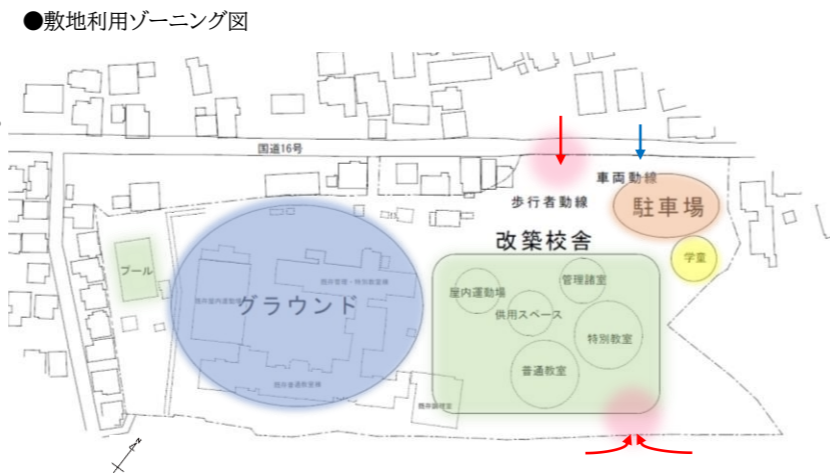 ●敷地利用ゾーニング図
国道16号
車両動線
歩行者動線
駐車場
改築校舎
学童
プール
屋内運動場
管理諸室
グラウンド
供用スペース
特別教室
普通教室